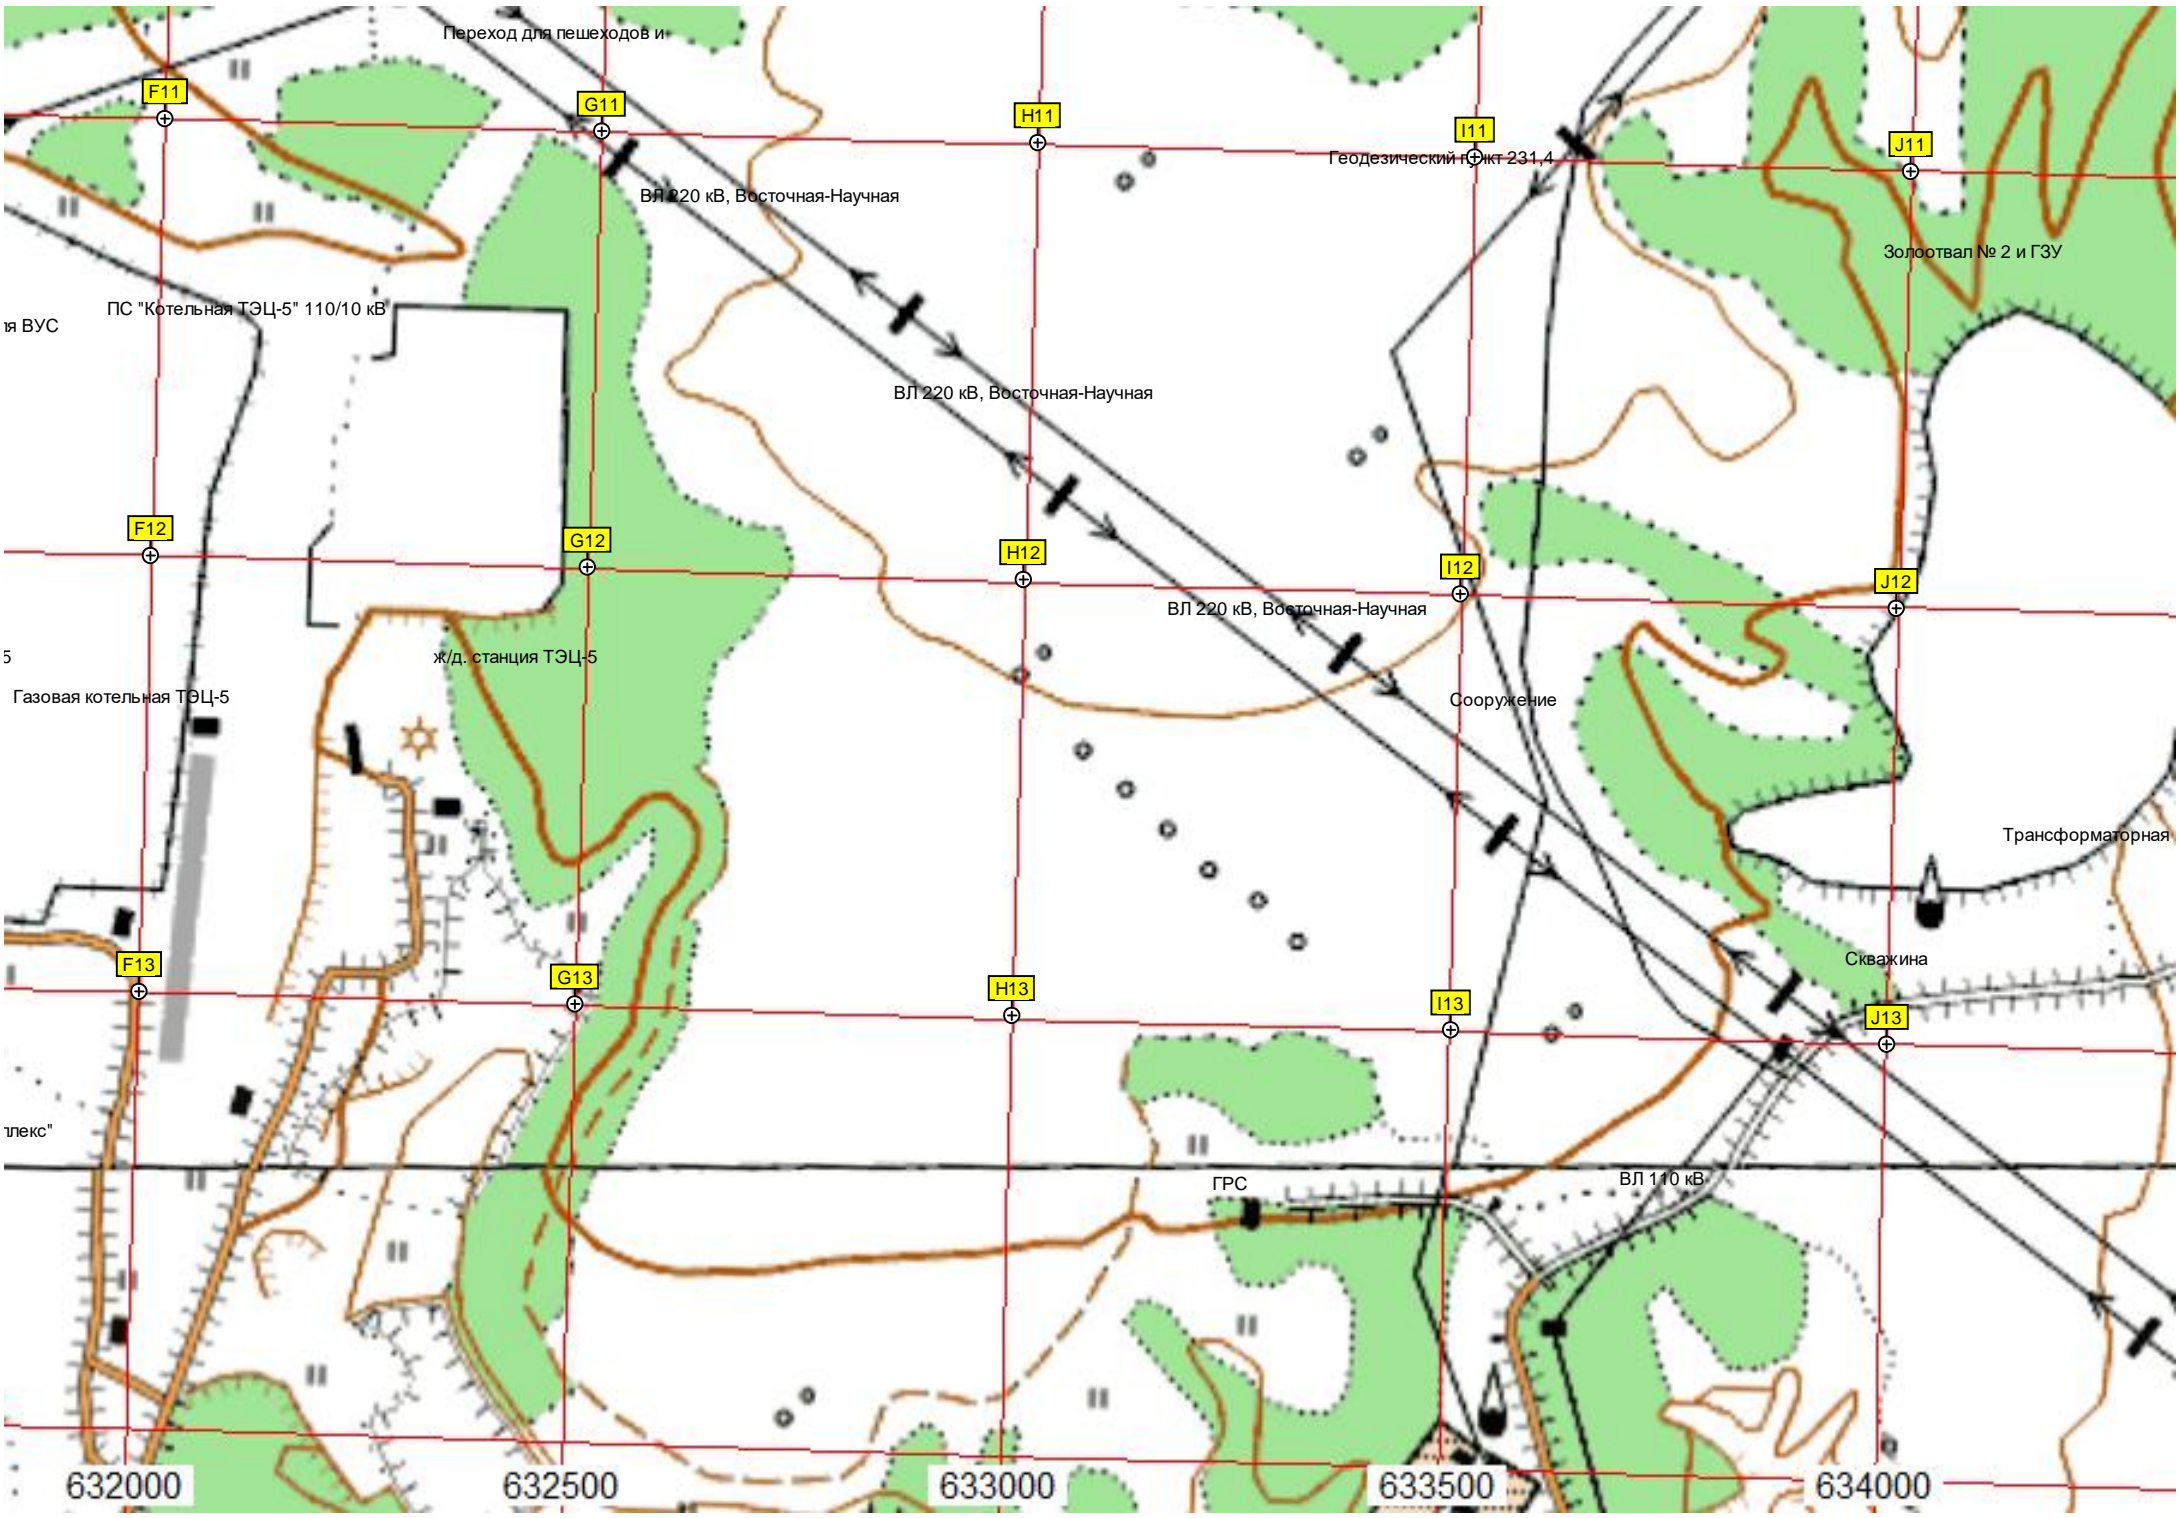 Переход для пешеходов и
F11
G11
H11
I11
J11
Геодезический пункт 231,4
ВЛ 220 кВ, Восточная-Научная
Золоотвал № 2 и ГЗУ
ПС "Котельная ТЭЦ-5" 110/10 кВ
ля ВУС
ВЛ 220 кВ, Восточная-Научная
F12
G12
H12
I12
J12
ВЛ 220 кВ, Восточная-Научная
5
ж/д. станция ТЭЦ-5
Газовая котельная ТЭЦ-5
Сооружение
Трансформаторная
Скважина
F13
G13
H13
I13
J13
плекс"
ГРС
ВЛ 110 кВ
632000
632500
633000
633500
634000